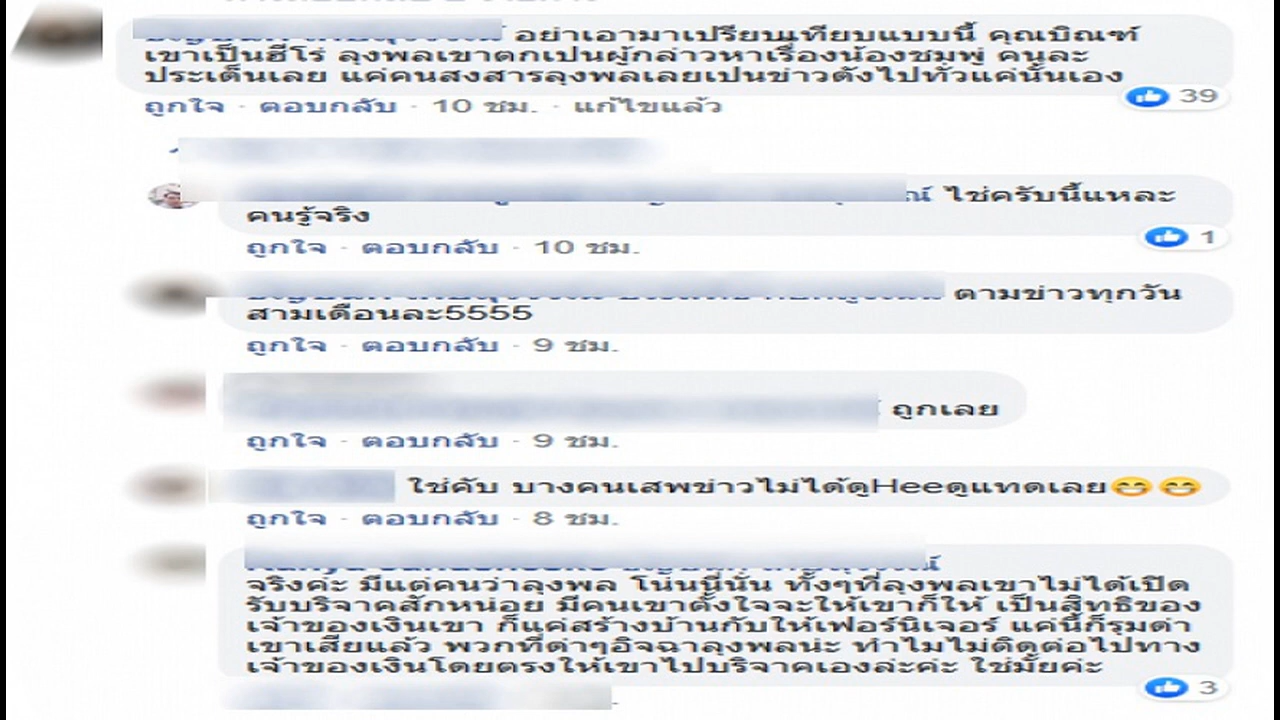 อย่าเอามาเปรียบเทียบแบบนี้ คุณบิณฑ์
เขาเป็นฮีโร่ ลุงพลเขาตกเป็นผู้กล่าวหาเรื่องน้องชมพู่ คนละ
ประเด็นเลย แค่คนสงสารลุงพลเลยเป็นข่าวดังไปทั่วแค่นั้นเอง
39
ถูกใจ · ตอบกลับ · 10 ชม. · แก้ไขแล้ว
ไช่ครับนี้แหละ
คนรู้จริง
1
ถูกใจ · ตอบกลับ · 10 ชม.
ตามข่าวทุกวัน
สามเดือนละ5555
ถูกใจ · ตอบกลับ · 9 ชม.
ถูกเลย
ถูกใจ · ตอบกลับ · 9 ชม.
ใช่คับ บางคนเสพข่าวไม่ได้ดูHeeดูแทดเลย😁😁
ถูกใจ · ตอบกลับ · 8 ชม.
จริงค่ะ มีแต่คนว่าลุงพล โน่นนี่นั่น ทั้งๆที่ลุงพลเขาไม่ได้เปิด
รับบริจาคสักหน่อย มีคนเขาตั้งใจจะให้เขาก็ให้ เป็นสิทธิของ
เจ้าของเงินเขา ก็แค่สร้างบ้านกับให้เฟอร์นิเจอร์ แค่นี้ก็รุมด่า
เขาเสียแล้ว พวกที่ด่าๆอิจฉาลุงพลน่ะ ทำไมไม่ติดต่อไปทาง
เจ้าของเงินโดยตรงให้เขาไปบริจาคเองล่ะค่ะ ใช่มั้ยค่ะ
3